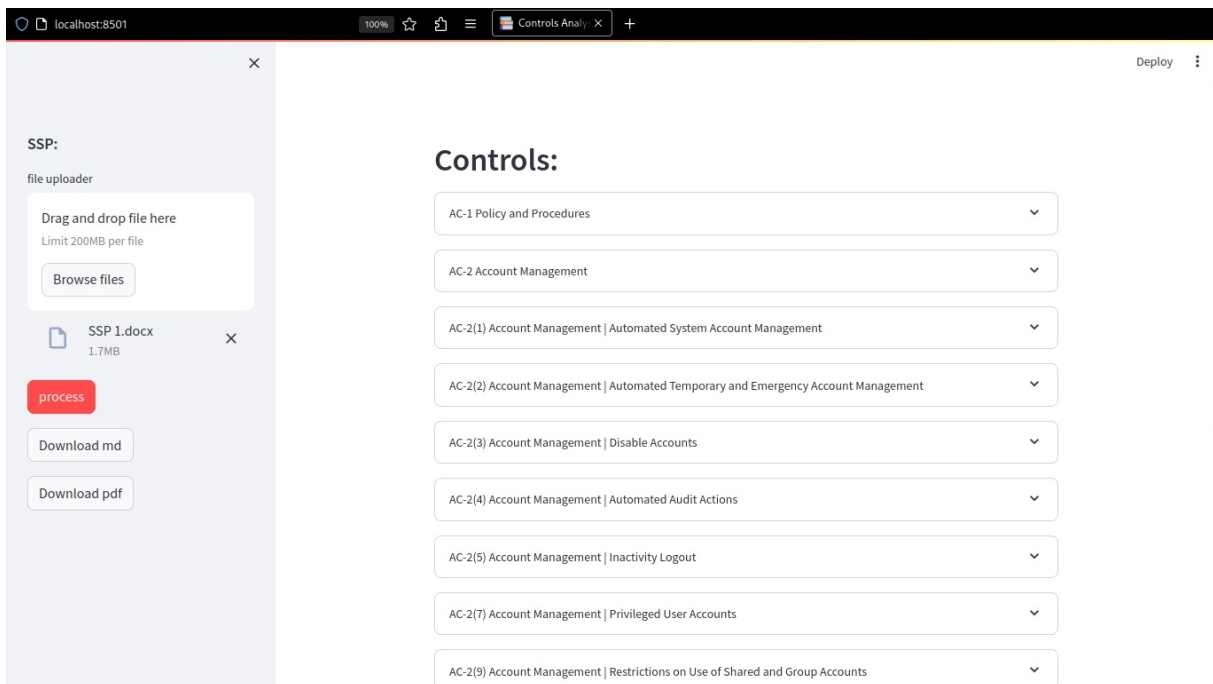 localhost:8501
100%
Controls Analy
Deploy
SSP:
file uploader
Drag and drop file here
Limit 200MB per file
Browse files
SSP 1.docx
1.7MB
process
Download md
Download pdf
Controls:
AC-1 Policy and Procedures
AC-2 Account Management
AC-2(1) Account Management | Automated System Account Management
AC-2(2) Account Management | Automated Temporary and Emergency Account Management
AC-2(3) Account Management | Disable Accounts
AC-2(4) Account Management | Automated Audit Actions
AC-2(5) Account Management | Inactivity Logout
AC-2(7) Account Management | Privileged User Accounts
AC-2(9) Account Management | Restrictions on Use of Shared and Group Accounts